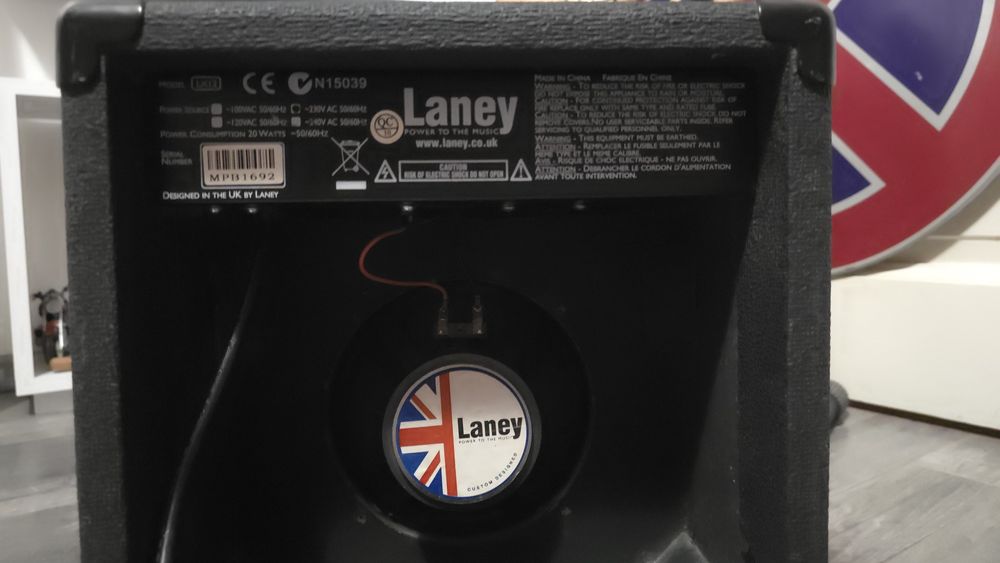 MODEL LX12 CE N15039
POWER SOURCE ~100VAC 50/60Hz ~230V AC 50/60Hz
~120VAC 50/60Hz ~240V AC 50/60Hz
POWER CONSUMPTION 20 WATTS ~50/60Hz
SERIAL
NUMBER
MPB1692
DESIGNED IN THE UK BY LANEY
QC
10
Laney
POWER TO THE MUSIC
www.laney.co.uk
CAUTION
RISK OF ELECTRIC SHOCK DO NOT OPEN
MADE IN CHINA FABRIQUE EN CHINE
WARNING - TO REDUCE THE RISK OF FIRE OR ELECTRIC SHOCK
DO NOT EXPOSE THIS APPLIANCE TO RAIN OR MOISTURE.
CAUTION - FOR CONTINUED PROTECTION AGAINST RISK OF
FIRE REPLACE ONLY WITH SAME TYPE AND RATED FUSE.
CAUTION - TO REDUCE THE RISK OF ELECTRIC SHOCK DO NOT
REMOVE COVERS. NO USER SERVICEABLE PARTS INSIDE. REFER
SERVICING TO QUALIFIED PERSONNEL ONLY.
WARNING - THIS EQUIPMENT MUST BE EARTHED.
ATTENTION - REMPLACER LE FUSIBLE SEULEMENT PAR LE
MEME TYPE ET LE MEME CALIBRE.
AVIS - RISQUE DE CHOC ELECTRIQUE - NE PAS OUVRIR.
ATTENTION - DEBRANCHER LE CORDON D'ALIMENTATION
AVANT TOUTE INTERVENTION.
Laney
POWER TO THE MUSIC
CUSTOM DESIGNED